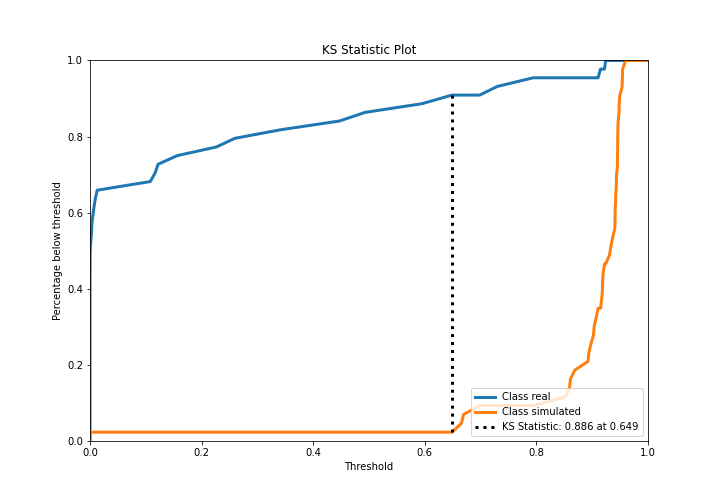 KS Statistic Plot
1.0
0.8
0.6
0.4
0.2
0.0
Percentage below threshold
0.0
0.2
0.4
0.6
0.8
1.0
Threshold
Class real
Class simulated
KS Statistic: 0.886 at 0.649